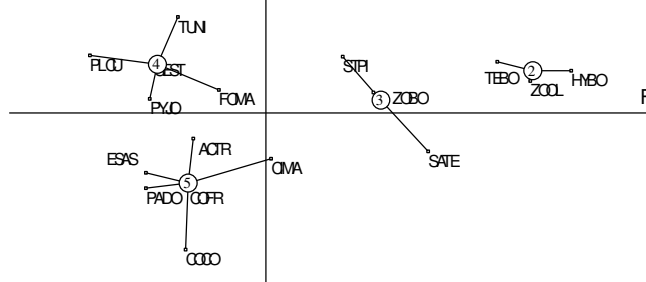 TUNI
PLCU
4
GEST
STPI
2
TEBO
ZOOL
HYBO
FOMA
PYJO
3
ZOBO
F
ACTR
ESAS
CIMA
SATE
5
PADO
COFR
COCO